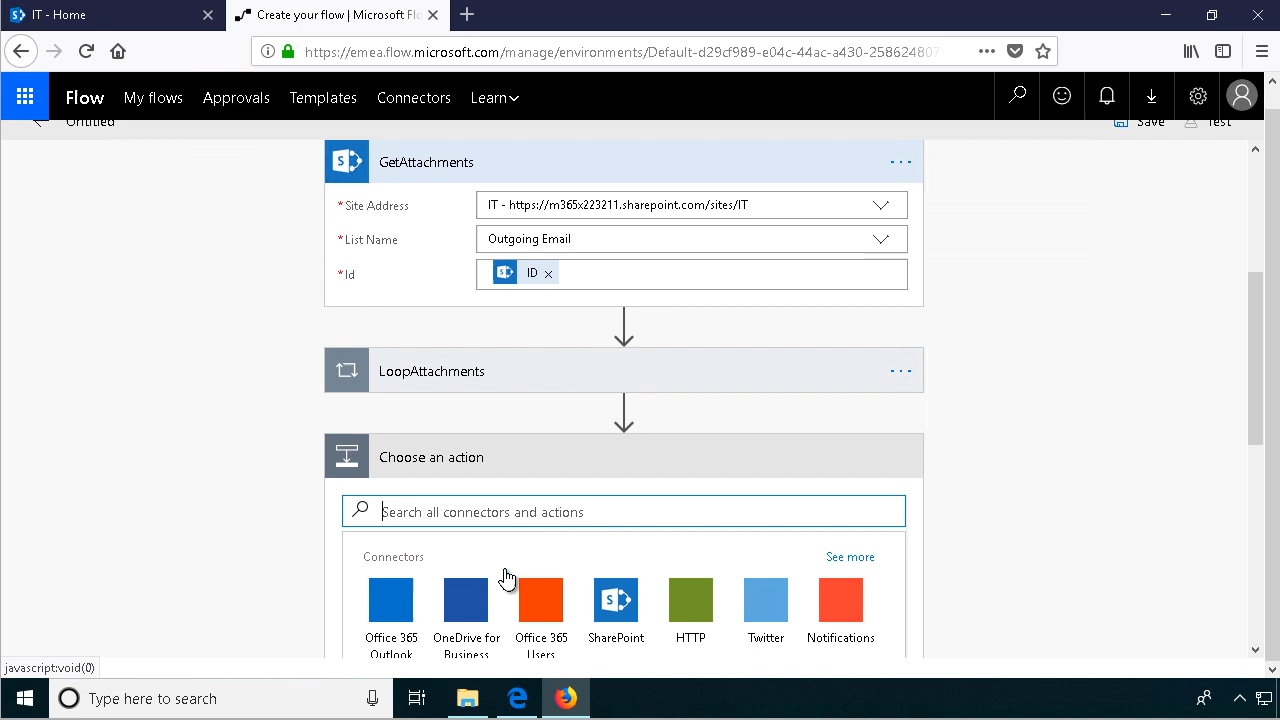 IT - Home
Create your flow | Microsoft Flo
https://emea.flow.microsoft.com/manage/environments/Default-d29cf989-e04c-44ac-a430-258624807
Flow
My flows
Approvals
Templates
Connectors
Learn
Untitled
Save
Test
GetAttachments
*Site Address
IT - https://m365x223211.sharepoint.com/sites/IT
*List Name
Outgoing Email
*Id
ID ×
LoopAttachments
Choose an action
Search all connectors and actions
Connectors
See more
Office 365
Outlook
OneDrive for
Business
Office 365
Users
SharePoint
HTTP
Twitter
Notifications
javascript:void(0)
Type here to search